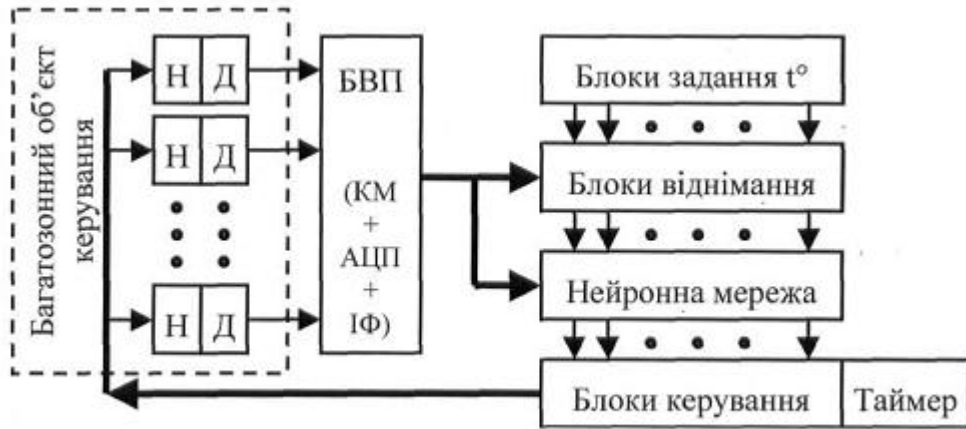 Багатозонний об’єкт
керування
Н Д
Н Д
Н Д
БВП
(КМ
+
АЦП
+
ІФ)
Блоки задання t°
Блоки віднімання
Нейронна мережа
Блоки керування
Таймер